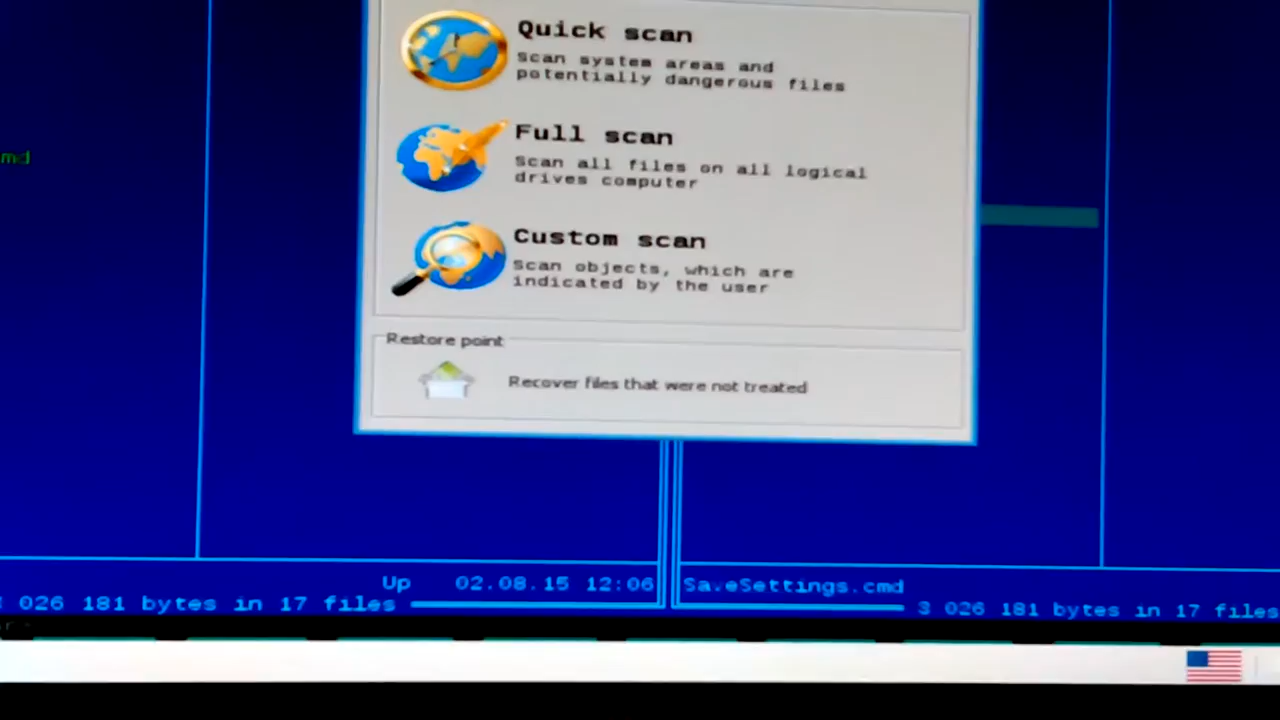 Quick scan
Scan system areas and
potentially dangerous files
md
Full scan
Scan all files on all logical
drives computer
Custom scan
Scan objects, which are
indicated by the user
Restore point
Recover files that were not treated
Up 02.08.15 12:06
SaveSettings.cmd
026 181 bytes in 17 files
3 026 181 bytes in 17 files